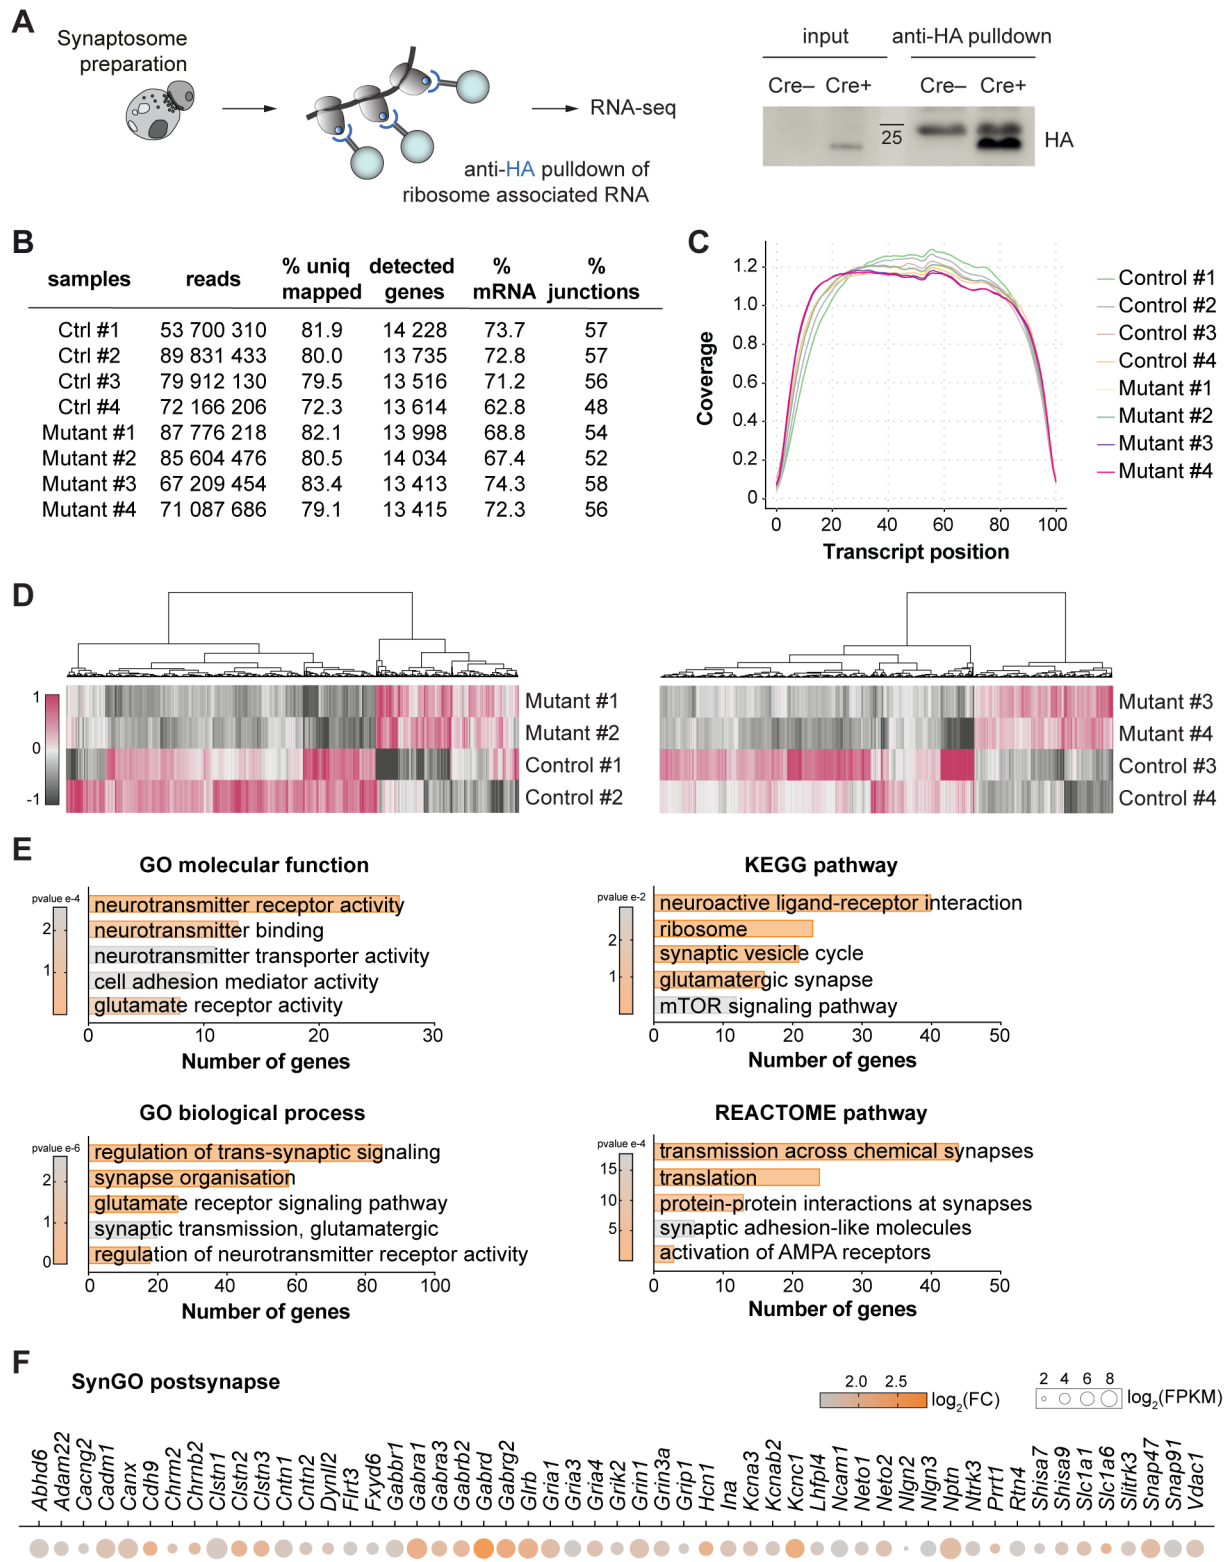 A
Synaptosome
preparation
RNA-seq
anti-HA pulldown of
ribosome associated RNA
input anti-HA pulldown
Cre– Cre+ Cre– Cre+
25
HA
B
samples reads % uniq mapped detected genes % mRNA % junctions
Ctrl #1 53 700 310 81.9 14 228 73.7 57
Ctrl #2 89 831 433 80.0 13 735 72.8 57
Ctrl #3 79 912 130 79.5 13 516 71.2 56
Ctrl #4 72 166 206 72.3 13 614 62.8 48
Mutant #1 87 776 218 82.1 13 998 68.8 54
Mutant #2 85 604 476 80.5 14 034 67.4 52
Mutant #3 67 209 454 83.4 13 413 74.3 58
Mutant #4 71 087 686 79.1 13 415 72.3 56
C
Coverage
1.2
1.0
0.8
0.6
0.4
0.2
0
0 20 40 60 80 100
Transcript position
Control #1
Control #2
Control #3
Control #4
Mutant #1
Mutant #2
Mutant #3
Mutant #4
D
1
0
-1
Mutant #1
Mutant #2
Control #1
Control #2
Mutant #3
Mutant #4
Control #3
Control #4
E
GO molecular function
pvalue e-4
2
1
neurotransmitter receptor activity
neurotransmitter binding
neurotransmitter transporter activity
cell adhesion mediator activity
glutamate receptor activity
0 10 20 30
Number of genes
KEGG pathway
pvalue e-2
2
1
neuroactive ligand-receptor interaction
ribosome
synaptic vesicle cycle
glutamatergic synapse
mTOR signaling pathway
0 10 20 30 40 50
Number of genes
GO biological process
pvalue e-6
2
1
0
regulation of trans-synaptic signaling
synapse organisation
glutamate receptor signaling pathway
synaptic transmission, glutamatergic
regulation of neurotransmitter receptor activity
0 20 40 60 80 100
Number of genes
REACTOME pathway
pvalue e-4
15
10
5
transmission across chemical synapses
translation
protein-protein interactions at synapses
synaptic adhesion-like molecules
activation of AMPA receptors
0 10 20 30 40 50
Number of genes
F
SynGO postsynapse
2.0 2.5
log2(FC)
2 4 6 8
log2(FPKM)
Abhd6
Adam22
Cacng2
Cadm1
Canx
Cdh9
Chrm2
Chrnb2
Clstn1
Clstn2
Clstn3
Cntn1
Cntn2
Dynll2
Flrt3
Fxyd6
Gabbr1
Gabra1
Gabra3
Gabrb2
Gabrd
Gabrg2
Glrb
Gria1
Gria3
Gria4
Grik2
Grin1
Grin3a
Grip1
Hcn1
Ina
Kcna3
Kcnab2
Kcnc1
Lhfpl4
Ncam1
Neto1
Neto2
Nlgn2
Nlgn3
Nptn
Ntrk3
Prrt1
Rtn4
Shisa7
Shisa9
Slc1a1
Slc1a6
Slitrk3
Snap47
Snap91
Vdac1